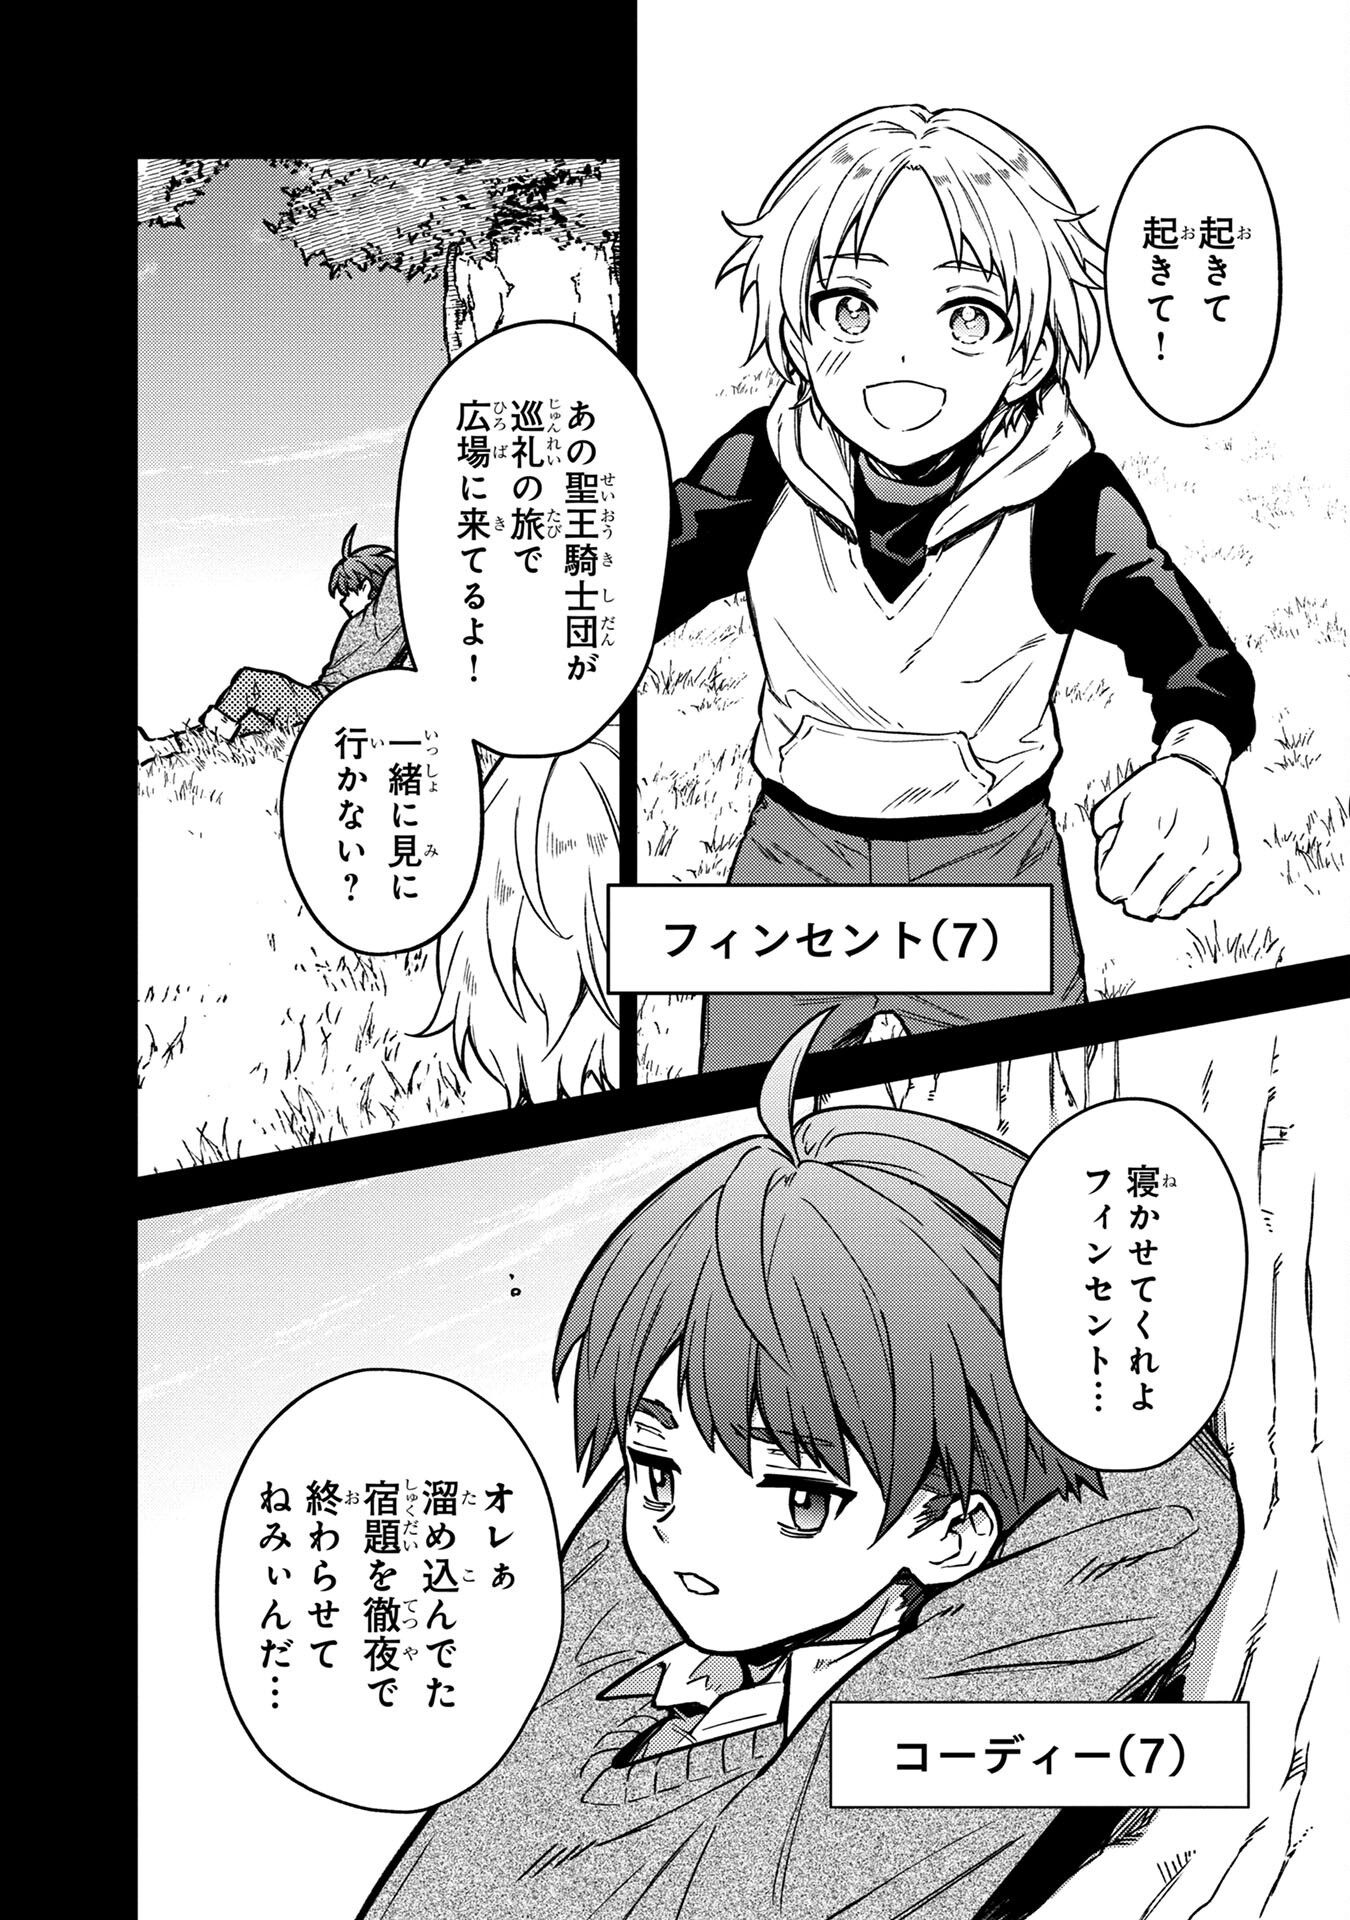 起きて
起きて！
フィンセント（7）
あの聖王騎士団が
巡礼の旅で
広場に来てるよ！
一緒に見に
行かない？
寝かせてくれよ
フィンセント…
コーディー（7）
オレぁ
溜め込んでた
宿題を徹夜で
終わらせて
ねみぃんだ…